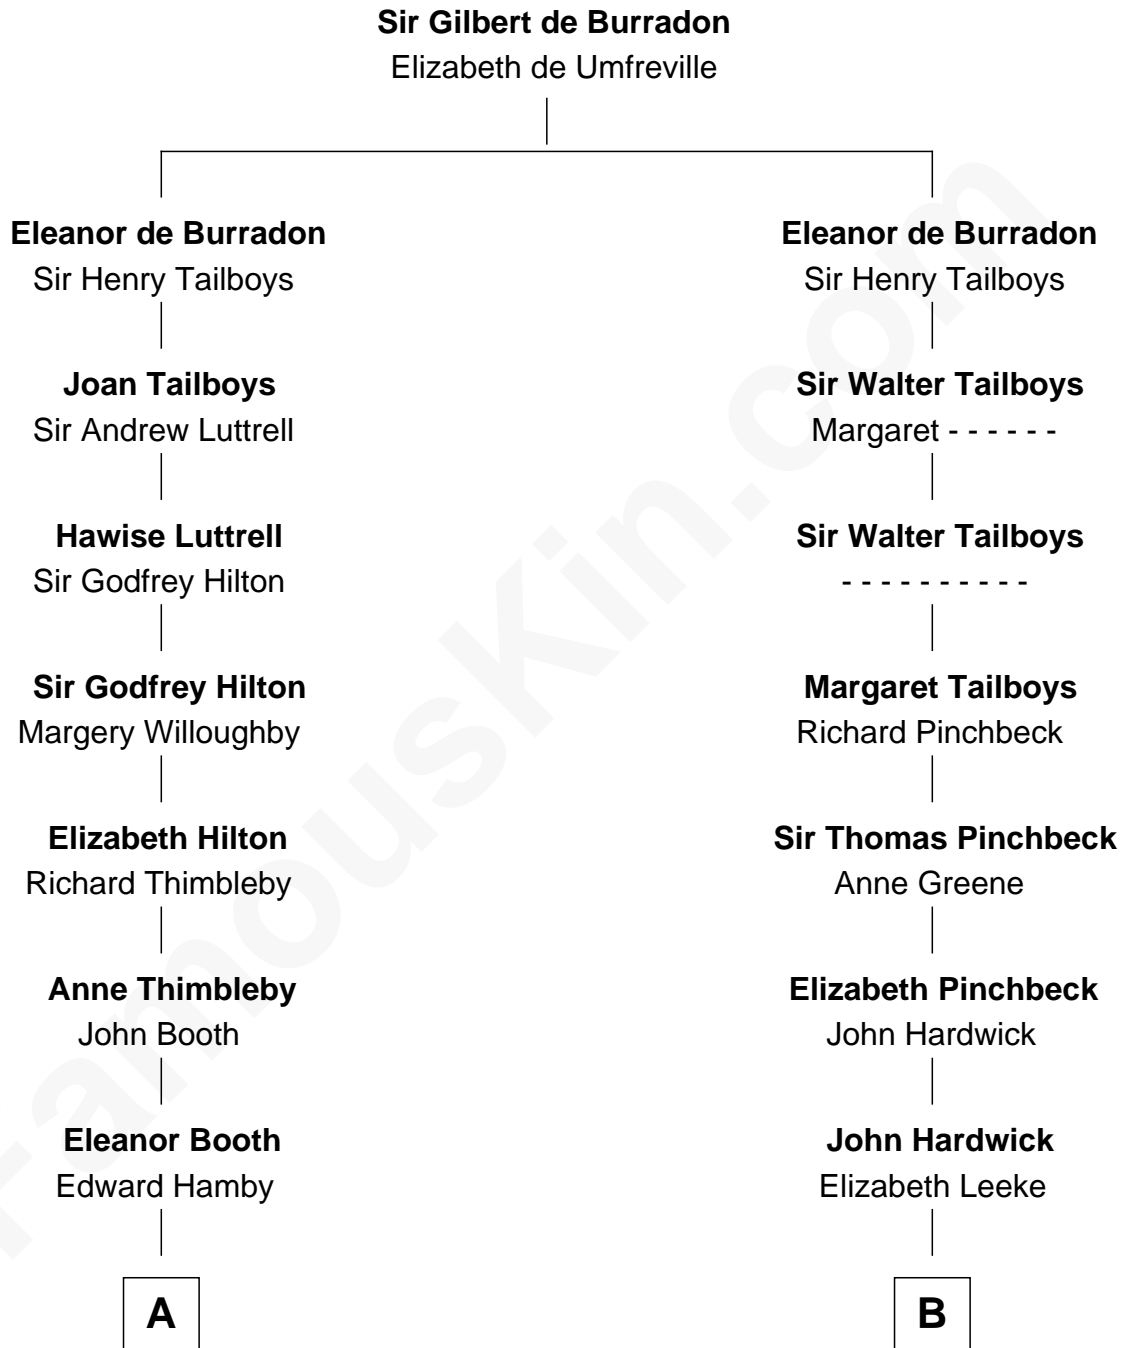 Sir Gilbert de Burradon
Elizabeth de Umfreville
Eleanor de Burradon
Sir Henry Tailboys
Joan Tailboys
Sir Andrew Luttrell
Hawise Luttrell
Sir Godfrey Hilton
Sir Godfrey Hilton
Margery Willoughby
Elizabeth Hilton
Richard Thimbleby
Anne Thimbleby
John Booth
Eleanor Booth
Edward Hamby
A
Eleanor de Burradon
Sir Henry Tailboys
Sir Walter Tailboys
Margaret - - - - - -
Sir Walter Tailboys
- - - - - - - - - -
Margaret Tailboys
Richard Pinchbeck
Sir Thomas Pinchbeck
Anne Greene
Elizabeth Pinchbeck
John Hardwick
John Hardwick
Elizabeth Leeke
B
FamousKin.com